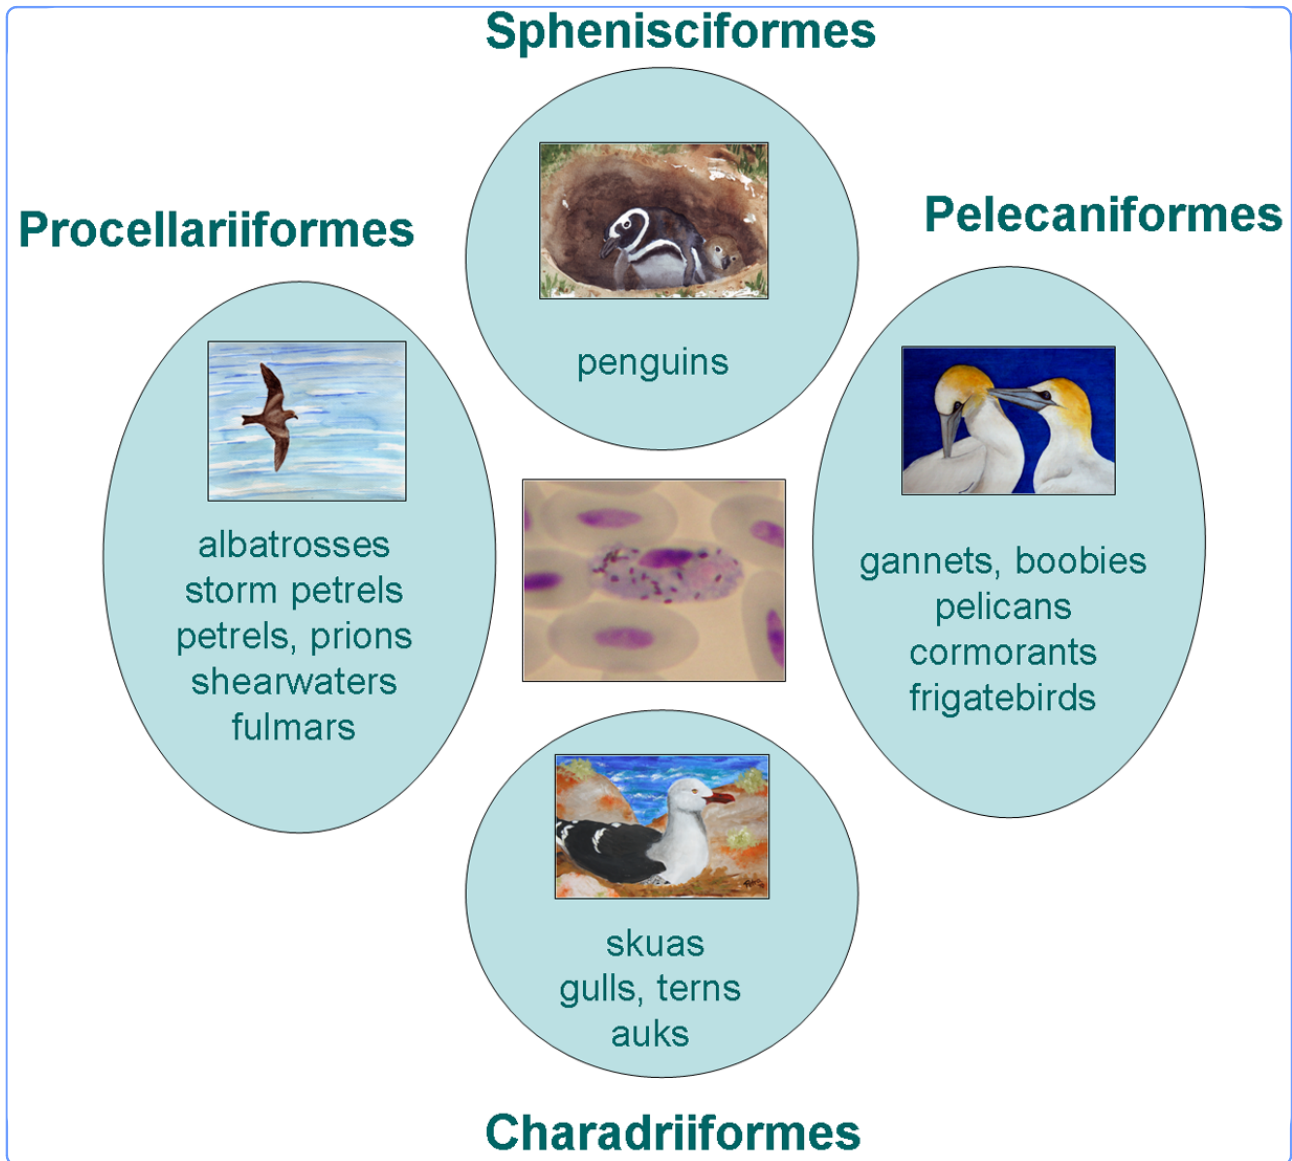 Sphenisciformes
penguins
Procellariiformes
albatrosses
storm petrels
petrels, prions
shearwaters
fulmars
Pelecaniformes
gannets, boobies
pelicans
cormorants
frigatebirds
skuas
gulls, terns
auks
Charadriiformes